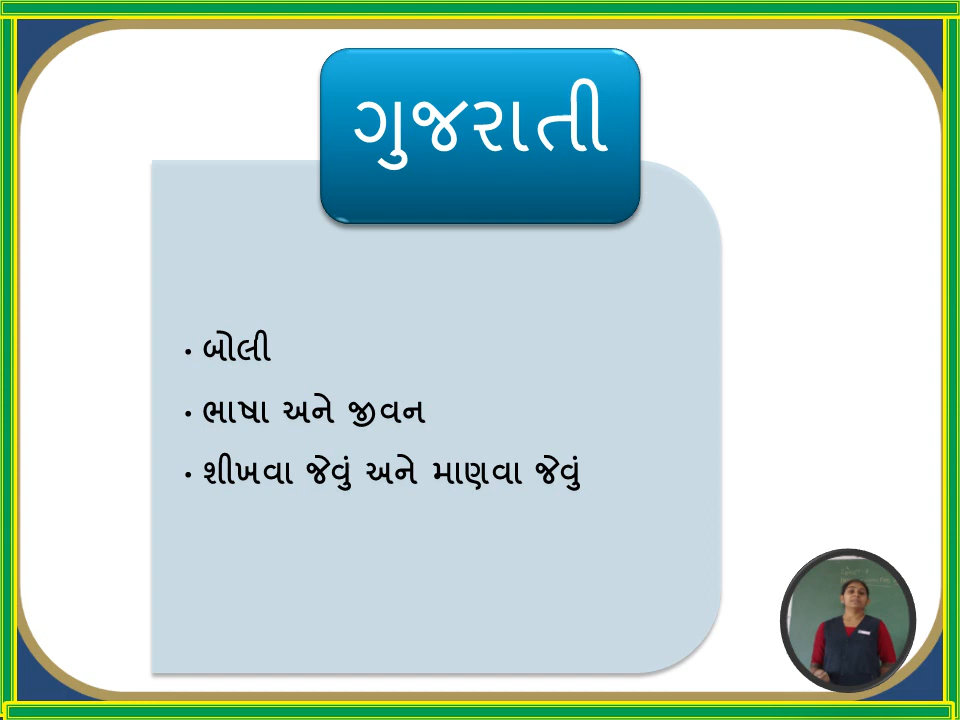 ગુજરાતી
• બોલી
• ભાષા અને જીવન
• શીખવા જેવું અને માણવા જેવું